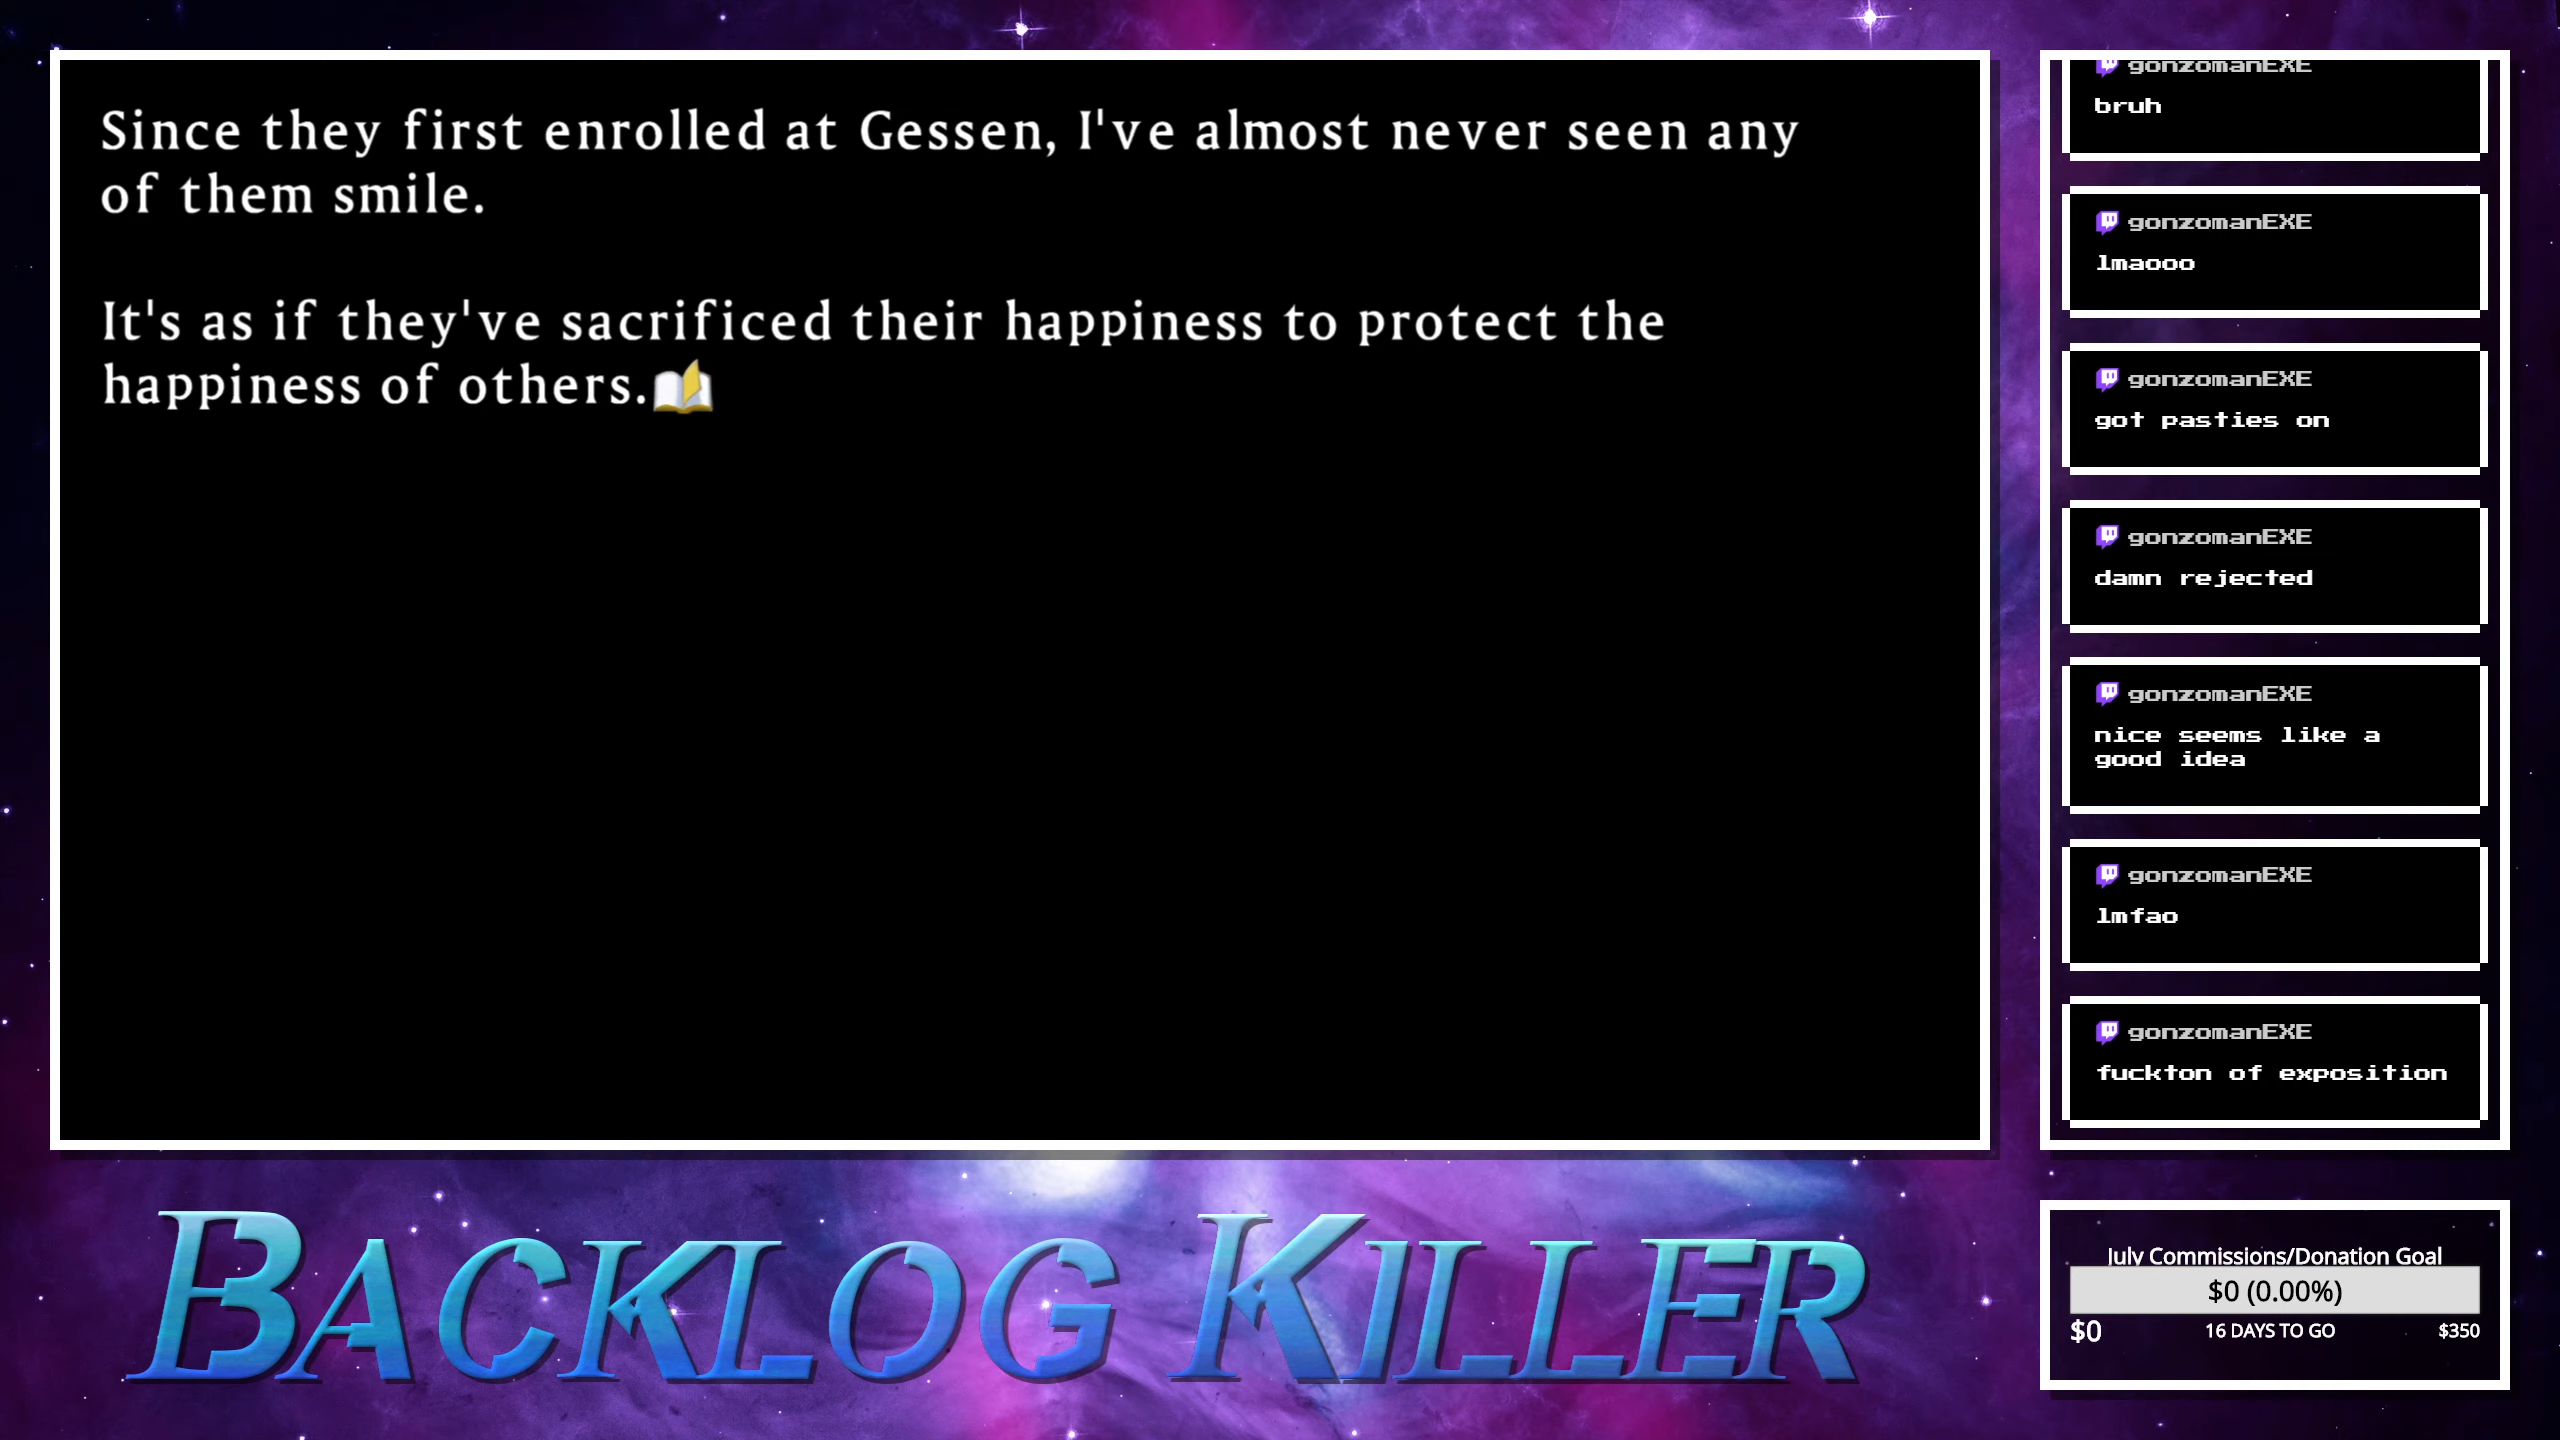 Since they first enrolled at Gessen, I've almost never seen any
of them smile.
It's as if they've sacrificed their happiness to protect the
happiness of others.
gonzomanEXE
bruh
gonzomanEXE
lmaooo
gonzomanEXE
got pasties on
gonzomanEXE
damn rejected
gonzomanEXE
nice seems like a
good idea
gonzomanEXE
lmfao
gonzomanEXE
fuckton of exposition
BACKLOG KILLER
July Commissions/Donation Goal
$0 (0.00%)
$0 16 DAYS TO GO $350